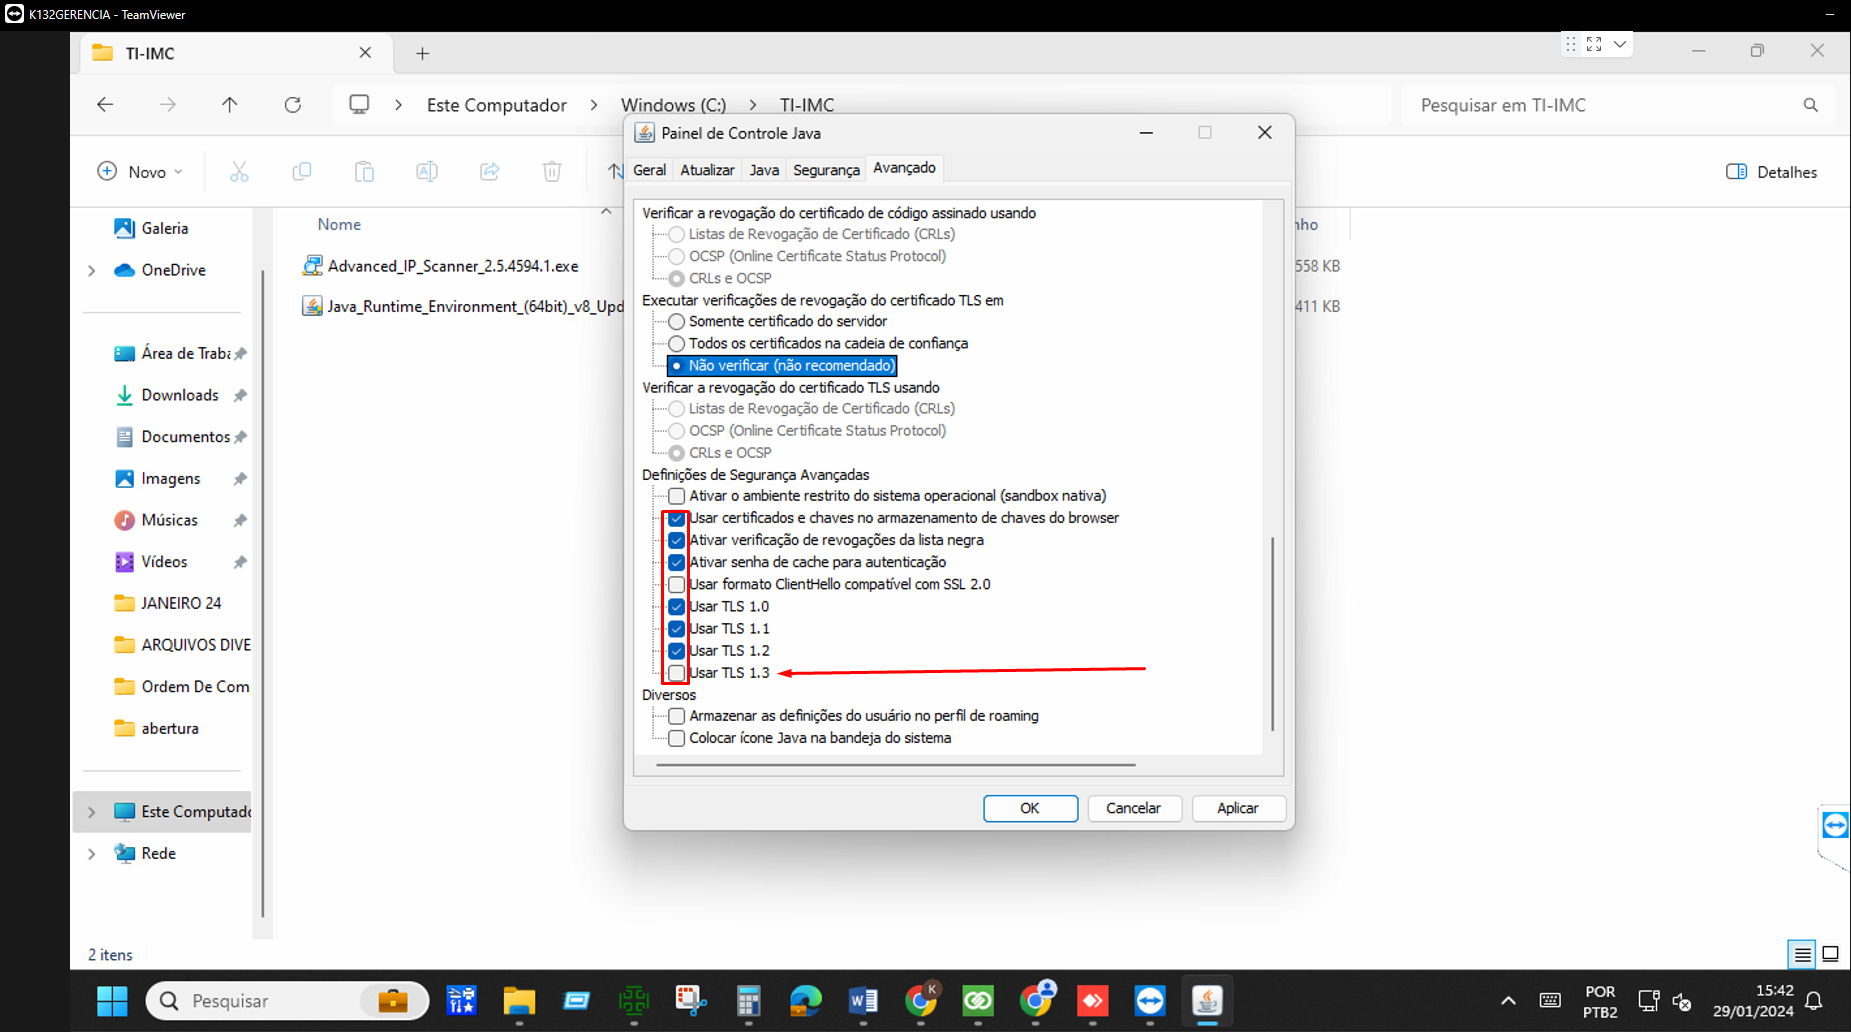 K132GERENCIA - TeamViewer
TI-IMC
Este Computador > Windows (C:) > TI-IMC
Pesquisar em TI-IMC
Novo
Detalhes
Galeria
OneDrive
Área de Traba
Downloads
Documentos
Imagens
Músicas
Vídeos
JANEIRO 24
ARQUIVOS DIVE
Ordem De Com
abertura
Este Computado
Rede
Nome
nho
Advanced_IP_Scanner_2.5.4594.1.exe
558 KB
Java_Runtime_Environment_(64bit)_v8_Upd
411 KB
Painel de Controle Java
Geral Atualizar Java Segurança Avançado
Verificar a revogação do certificado de código assinado usando
Listas de Revogação de Certificado (CRLs)
OCSP (Online Certificate Status Protocol)
CRLs e OCSP
Executar verificações de revogação do certificado TLS em
Somente certificado do servidor
Todos os certificados na cadeia de confiança
Não verificar (não recomendado)
Verificar a revogação do certificado TLS usando
Listas de Revogação de Certificado (CRLs)
OCSP (Online Certificate Status Protocol)
CRLs e OCSP
Definições de Segurança Avançadas
Ativar o ambiente restrito do sistema operacional (sandbox nativa)
Usar certificados e chaves no armazenamento de chaves do browser
Ativar verificação de revogações da lista negra
Ativar senha de cache para autenticação
Usar formato ClientHello compatível com SSL 2.0
Usar TLS 1.0
Usar TLS 1.1
Usar TLS 1.2
Usar TLS 1.3
Diversos
Armazenar as definições do usuário no perfil de roaming
Colocar ícone Java na bandeja do sistema
OK Cancelar Aplicar
2 itens
Pesquisar
K
POR
PTB2
15:42
29/01/2024